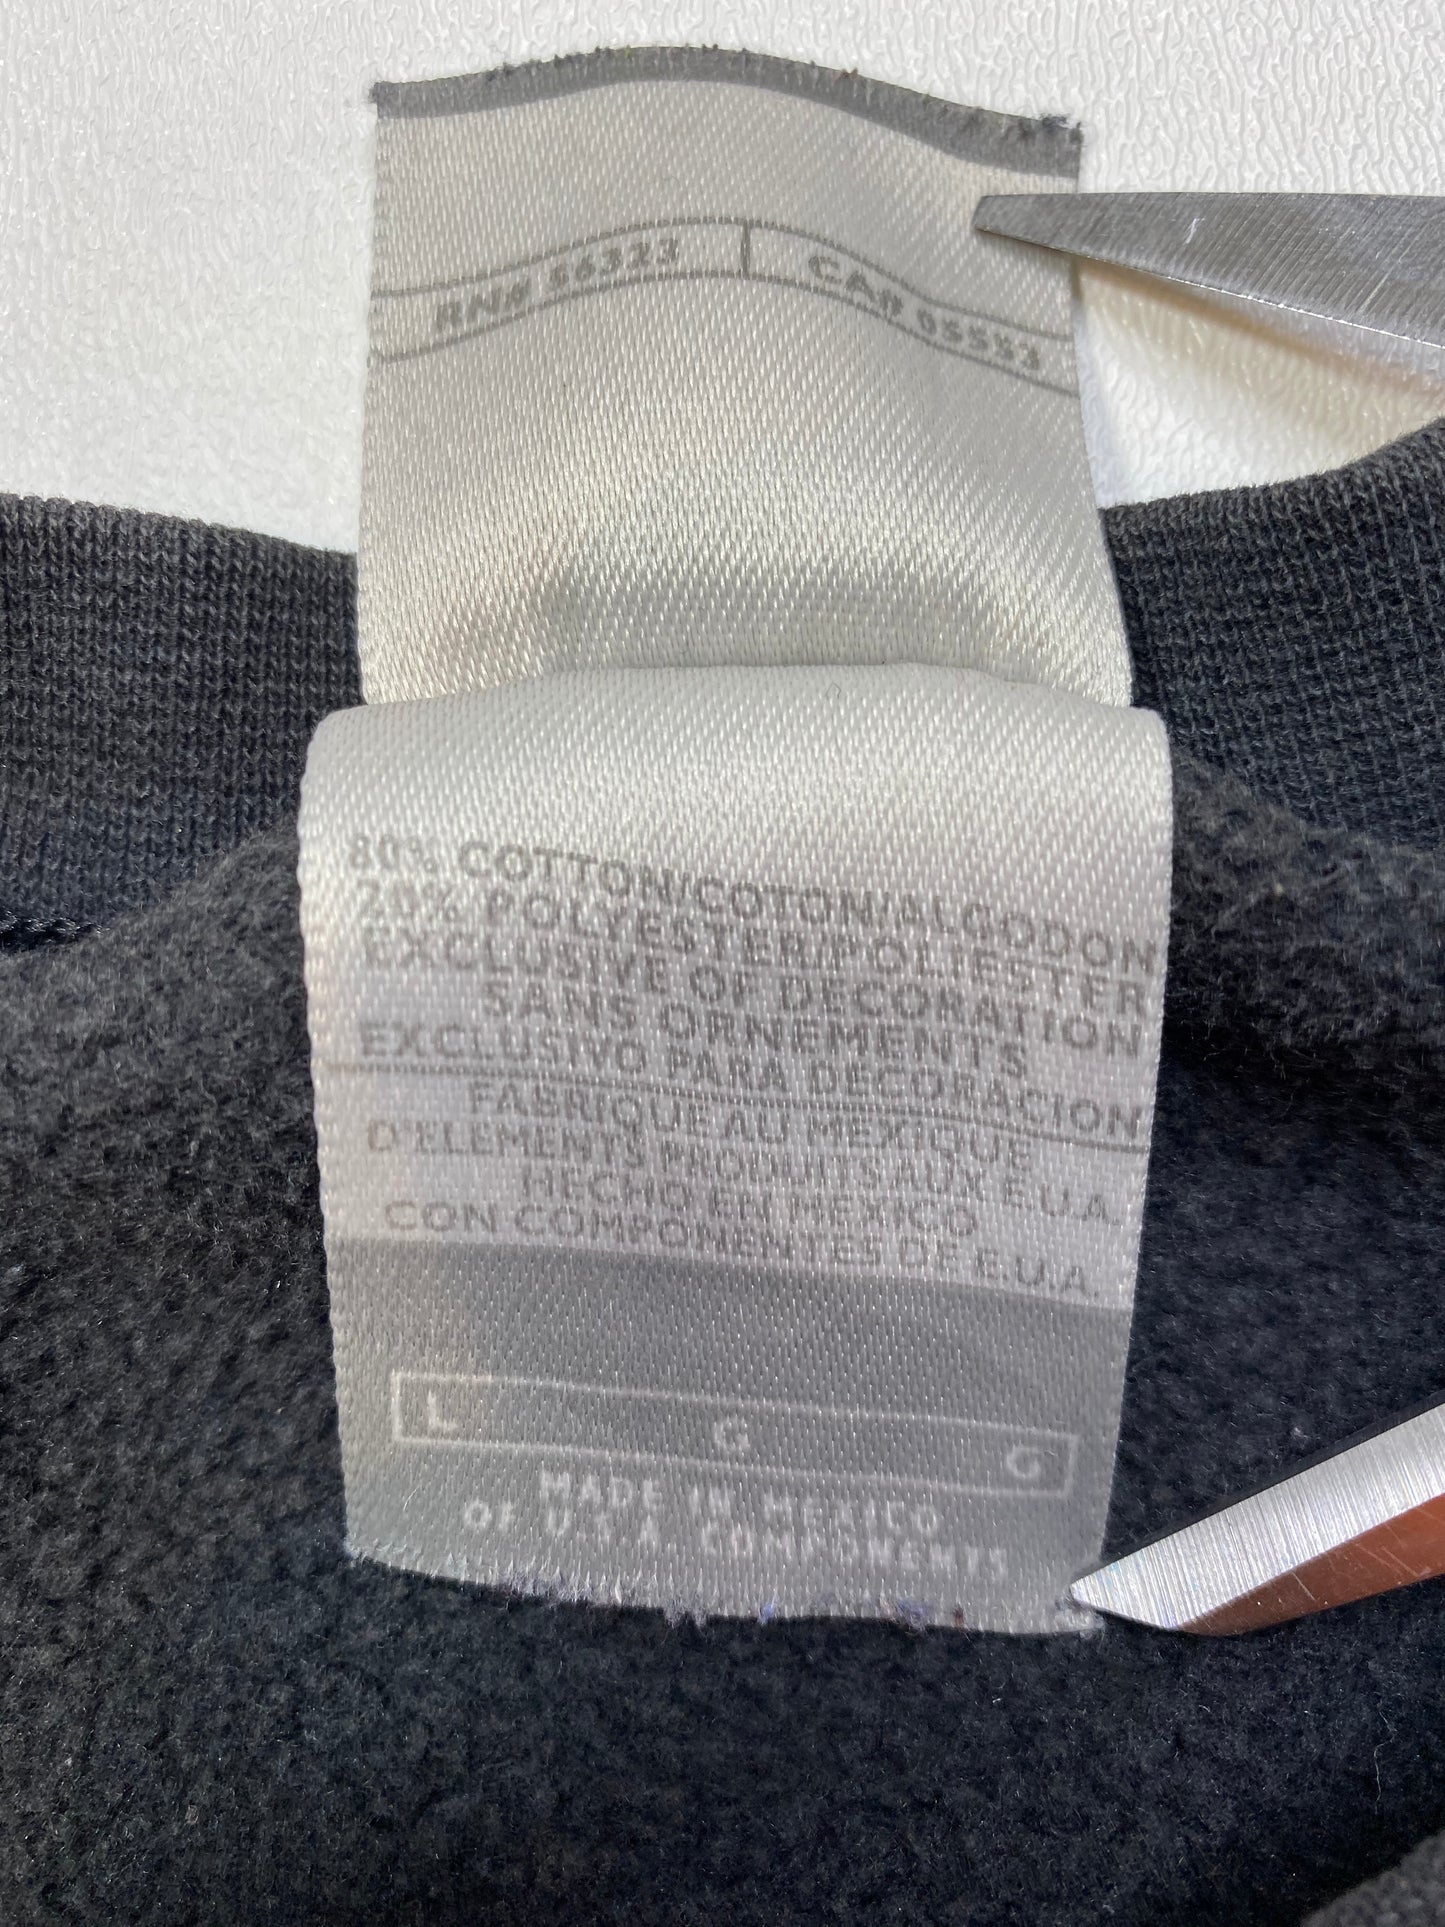 RN# 56323 CA# 05553
80% COTTON/COTON/ALGODON
20% POLYESTER/POLIESTER
EXCLUSIVE OF DECORATION
SANS ORNEMENTS
EXCLUSIVO PARA DECORACION
FABRIQUE AU MEXIQUE
D'ELEMENTS PRODUITS AUX E.U.A.
HECHO EN MEXICO
CON COMPONENTES DE E.U.A.
L G G
MADE IN MEXICO
OF U.S.A. COMPONENTS